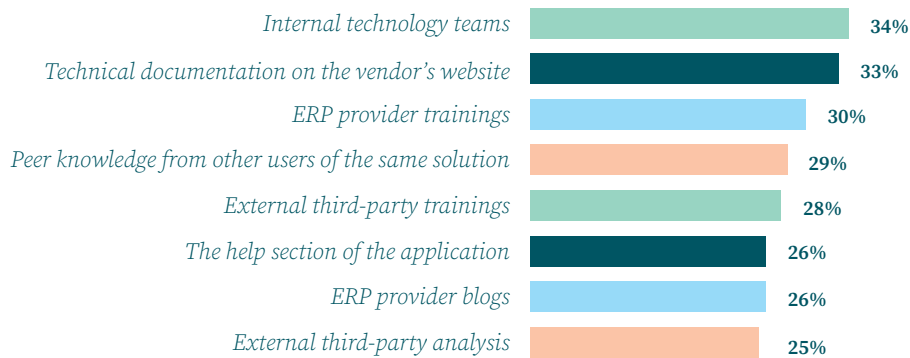 Internal technology teams 34%
Technical documentation on the vendor’s website 33%
ERP provider trainings 30%
Peer knowledge from other users of the same solution 29%
External third-party trainings 28%
The help section of the application 26%
ERP provider blogs 26%
External third-party analysis 25%